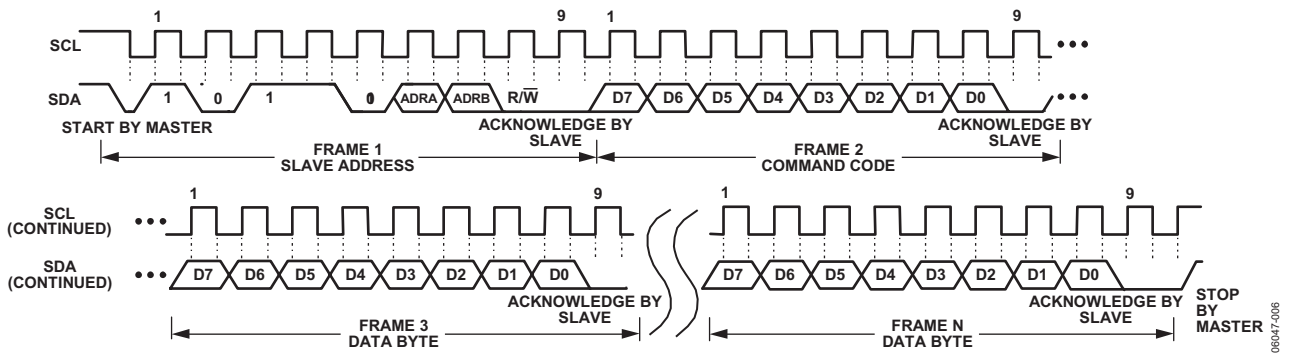 1 9 1 9
SCL
SDA 1 0 1 0 ADRA ADRB R/W̅ D7 D6 D5 D4 D3 D2 D1 D0
START BY MASTER ACKNOWLEDGE BY SLAVE ACKNOWLEDGE BY SLAVE
FRAME 1 SLAVE ADDRESS
FRAME 2 COMMAND CODE
1 9 1 9
SCL (CONTINUED)
SDA (CONTINUED) D7 D6 D5 D4 D3 D2 D1 D0 D7 D6 D5 D4 D3 D2 D1 D0
ACKNOWLEDGE BY SLAVE ACKNOWLEDGE BY SLAVE STOP BY MASTER
FRAME 3 DATA BYTE
FRAME N DATA BYTE
06047-006